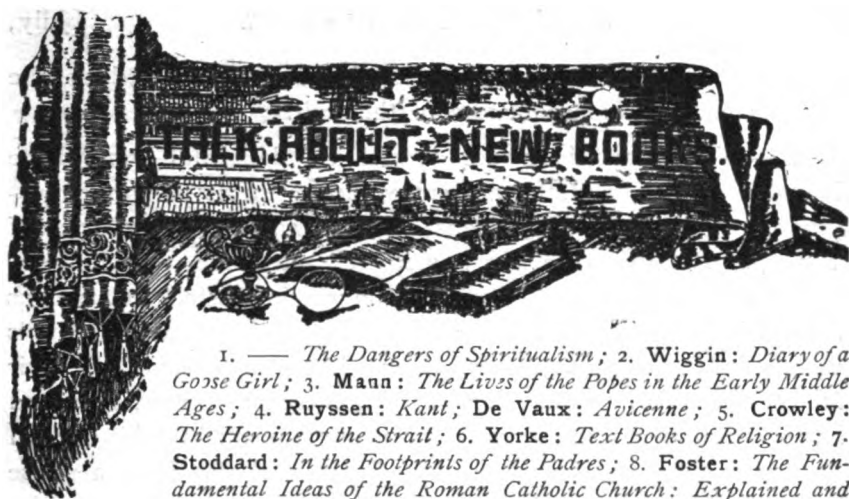 TALK ABOUT NEW BOOKS.
1. — The Dangers of Spiritualism; 2. Wiggin: Diary of a
Goose Girl; 3. Mann: The Lives of the Popes in the Early Middle
Ages; 4. Ruyssen: Kant; De Vaux: Avicenne; 5. Crowley:
The Heroine of the Strait; 6. Yorke: Text Books of Religion; 7.
Stoddard: In the Footprints of the Padres; 8. Foster: The Fun-
damental Ideas of the Roman Catholic Church: Explained and